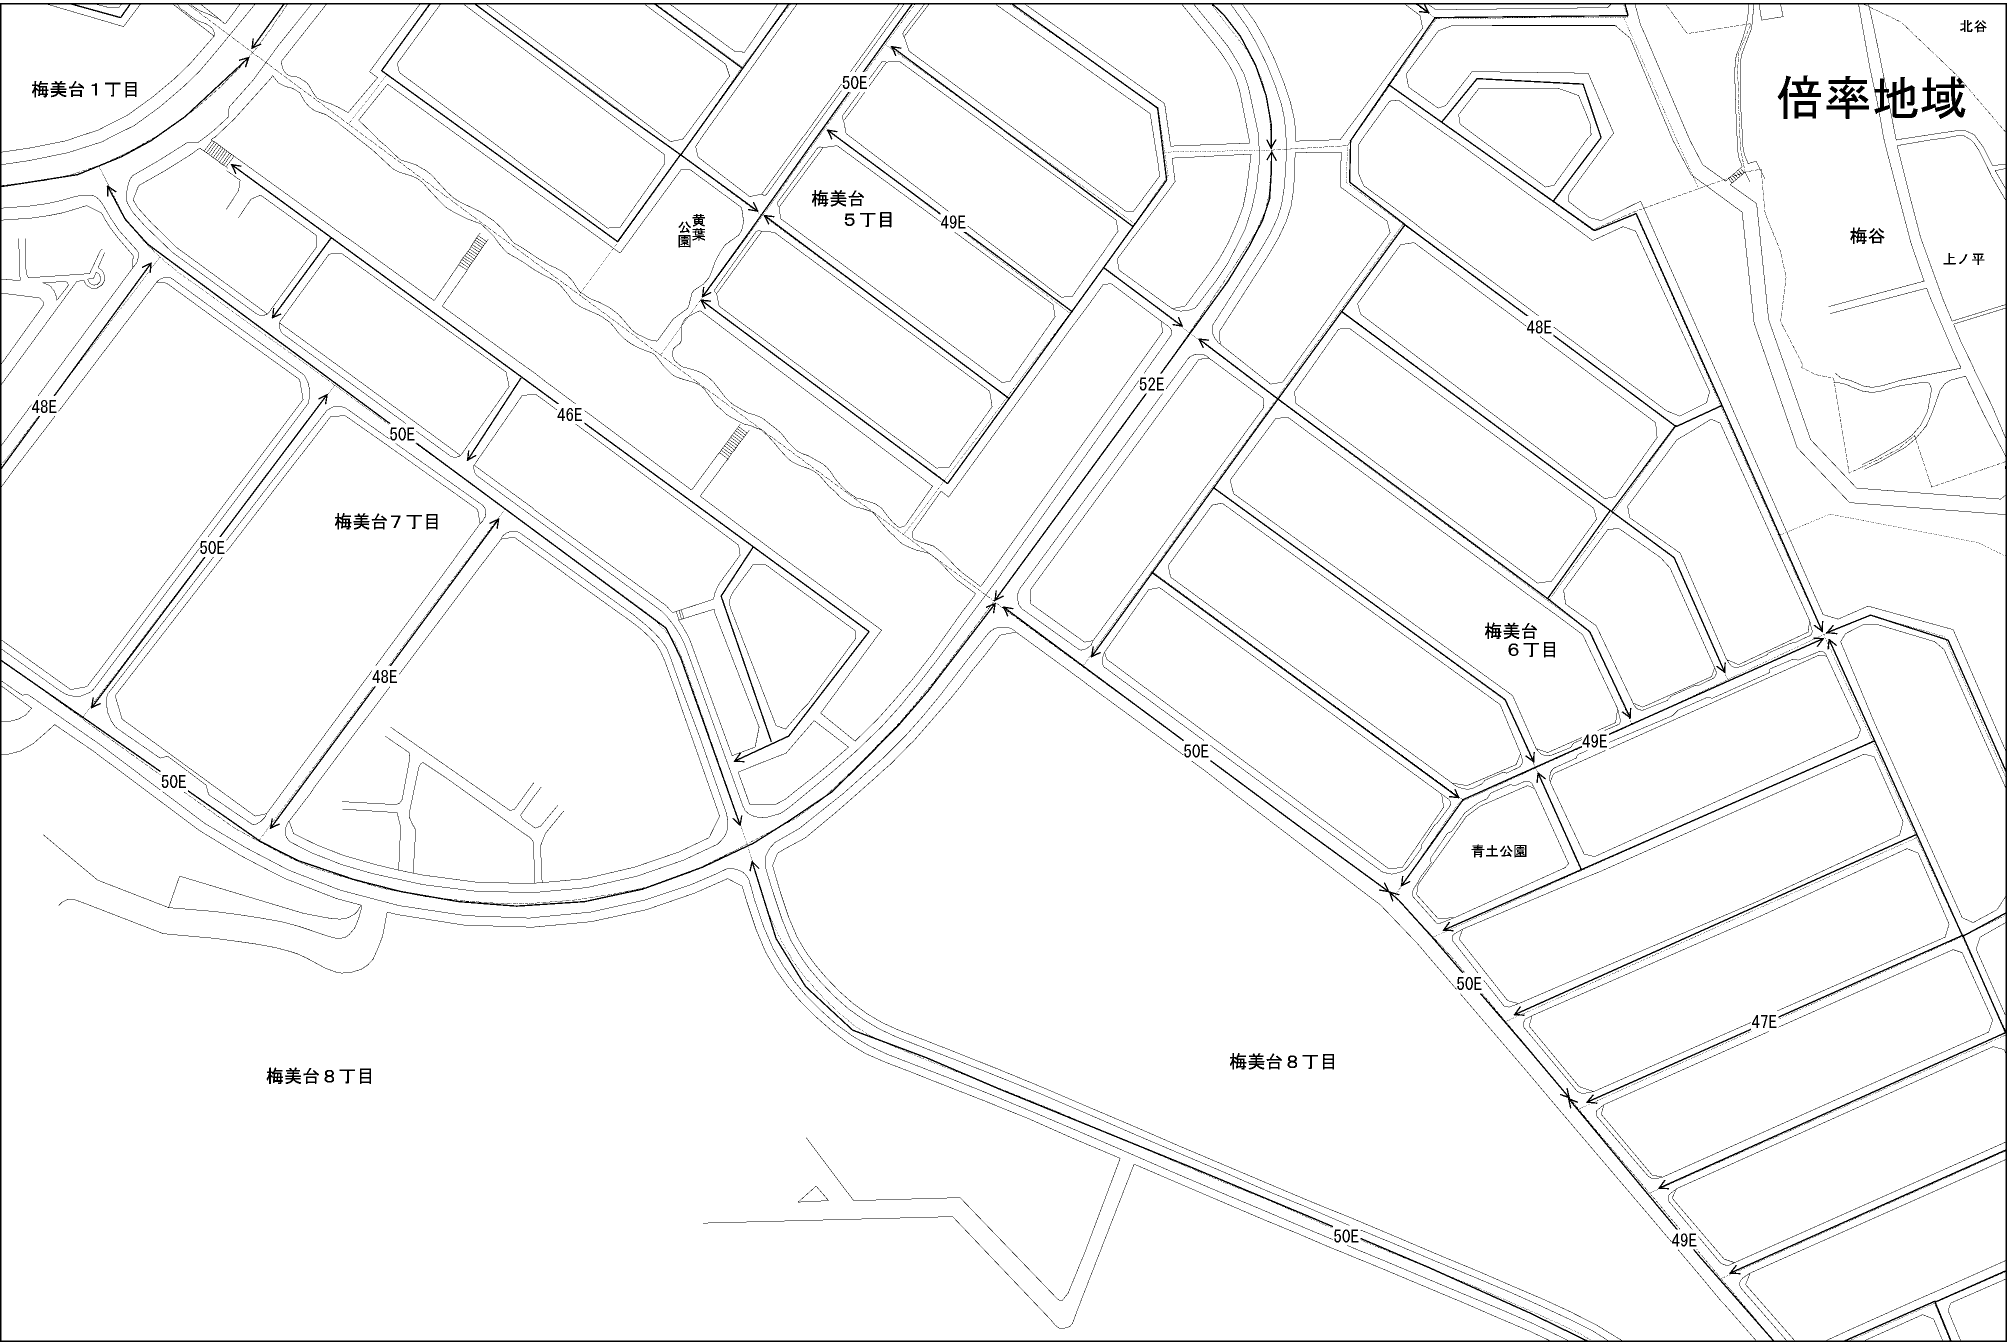 北谷
梅美台１丁目
倍率地域
50E
梅美台
５丁目
黄葉
公園
49E
梅谷
上ノ平
48E
52E
48E
46E
50E
梅美台７丁目
50E
梅美台
６丁目
48E
50E
49E
50E
青土公園
50E
47E
梅美台８丁目
梅美台８丁目
50E
49E